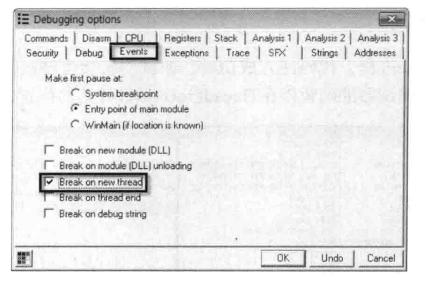 Debugging options
Commands Disasm CPU Registers Stack Analysis 1 Analysis 2 Analysis 3
Security Debug Events Exceptions Trace SFX Strings Addresses
Make first pause at:
System breakpoint
Entry point of main module
WinMain (if location is known)
Break on new module (DLL)
Break on module (DLL) unloading
Break on new thread
Break on thread end
Break on debug string
OK Undo Cancel